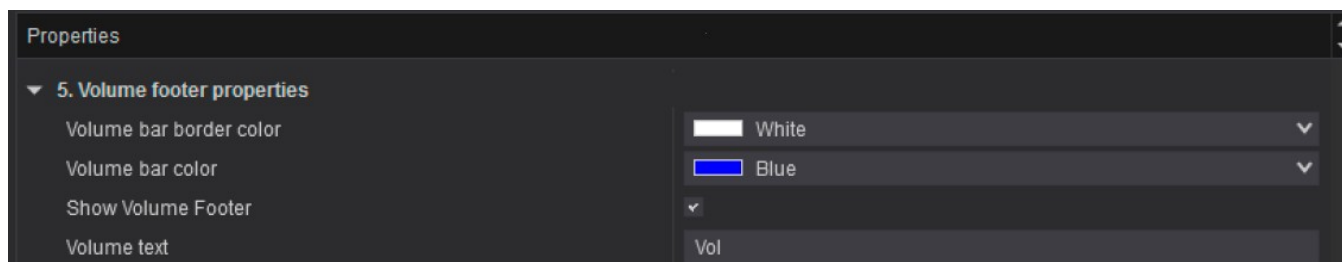 Properties
5. Volume footer properties
Volume bar border color White
Volume bar color Blue
Show Volume Footer
Volume text Vol